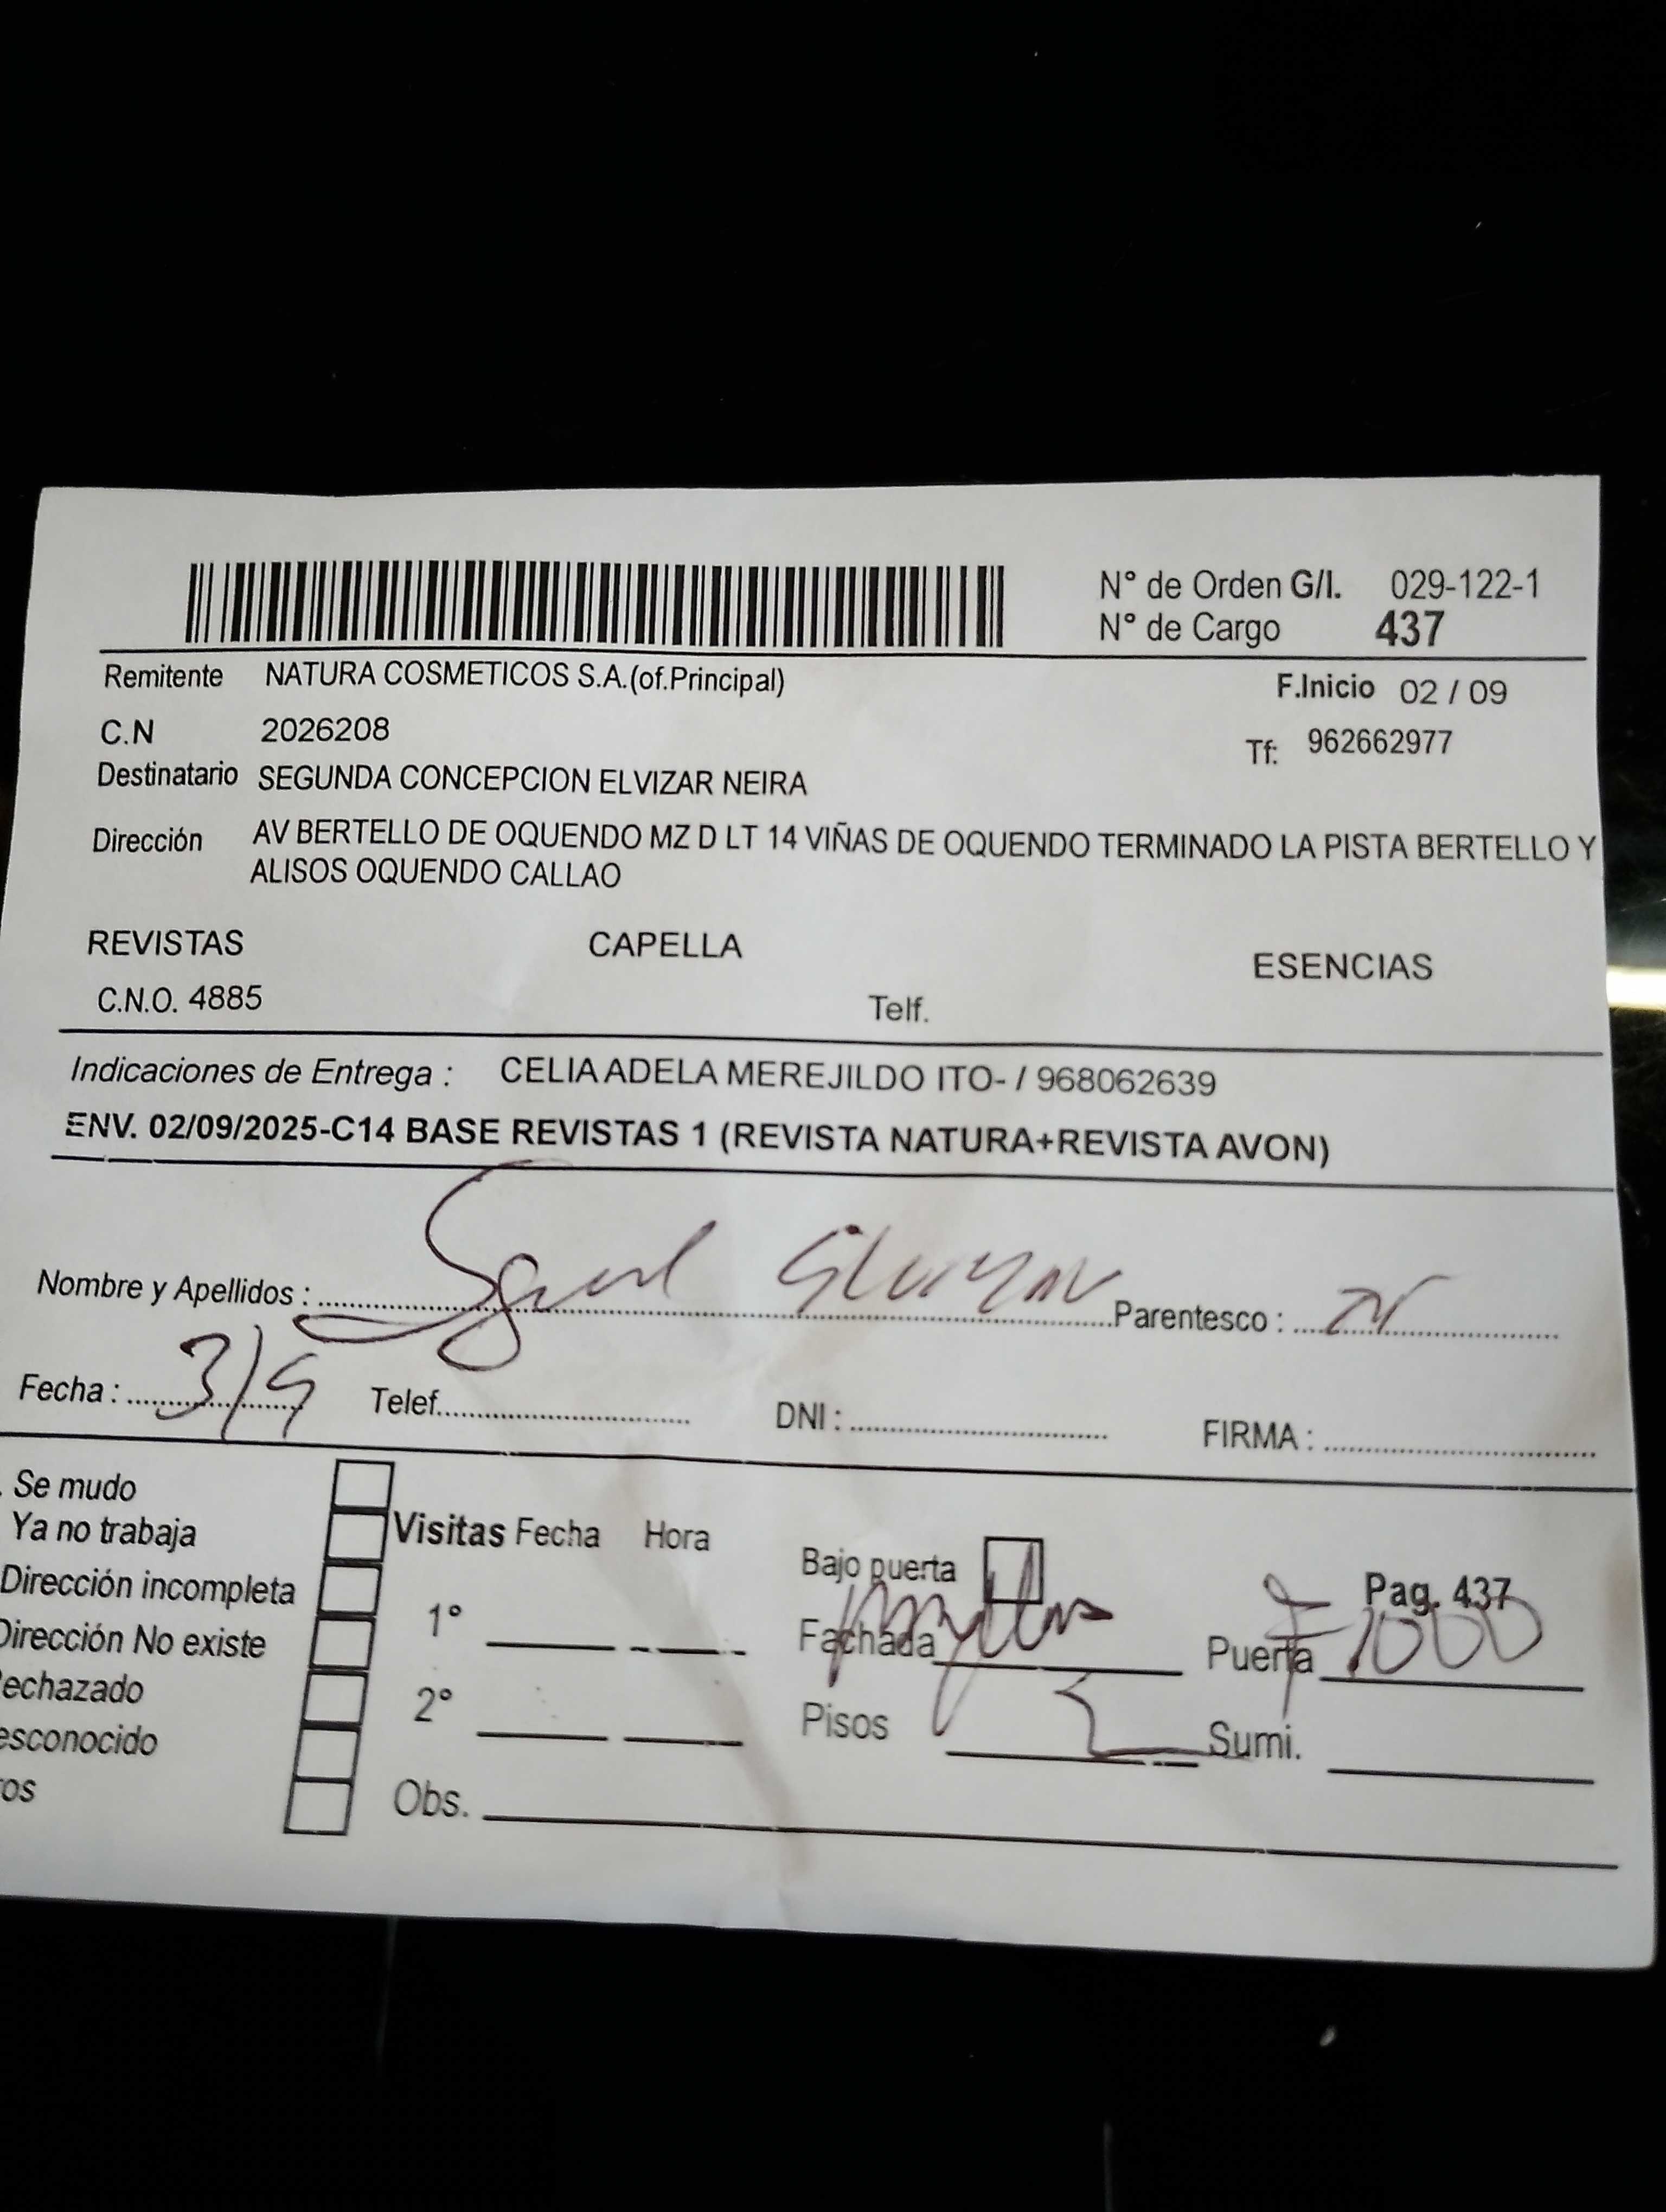 N° de Orden G/I. 029-122-1
N° de Cargo 437
Remitente NATURA COSMETICOS S.A.(of.Principal)
F.Inicio 02 / 09
C.N 2026208
Tf: 962662977
Destinatario SEGUNDA CONCEPCION ELVIZAR NEIRA
Dirección AV BERTELLO DE OQUENDO MZ D LT 14 VIÑAS DE OQUENDO TERMINADO LA PISTA BERTELLO Y
ALISOS OQUENDO CALLAO
REVISTAS CAPELLA ESENCIAS
C.N.O. 4885 Telf.
Indicaciones de Entrega : CELIA ADELA MEREJILDO ITO- / 968062639
ENV. 02/09/2025-C14 BASE REVISTAS 1 (REVISTA NATURA+REVISTA AVON)
Nombre y Apellidos : Parentesco :
Fecha : 3/9 Telef. DNI : FIRMA :
Se mudo
Ya no trabaja
Dirección incompleta
Dirección No existe
echazado
esconocido
os
Visitas Fecha Hora
1°
2°
Obs.
Bajo puerta
Fachada
Pisos 2
Pag. 437
Puerta
Sumi.